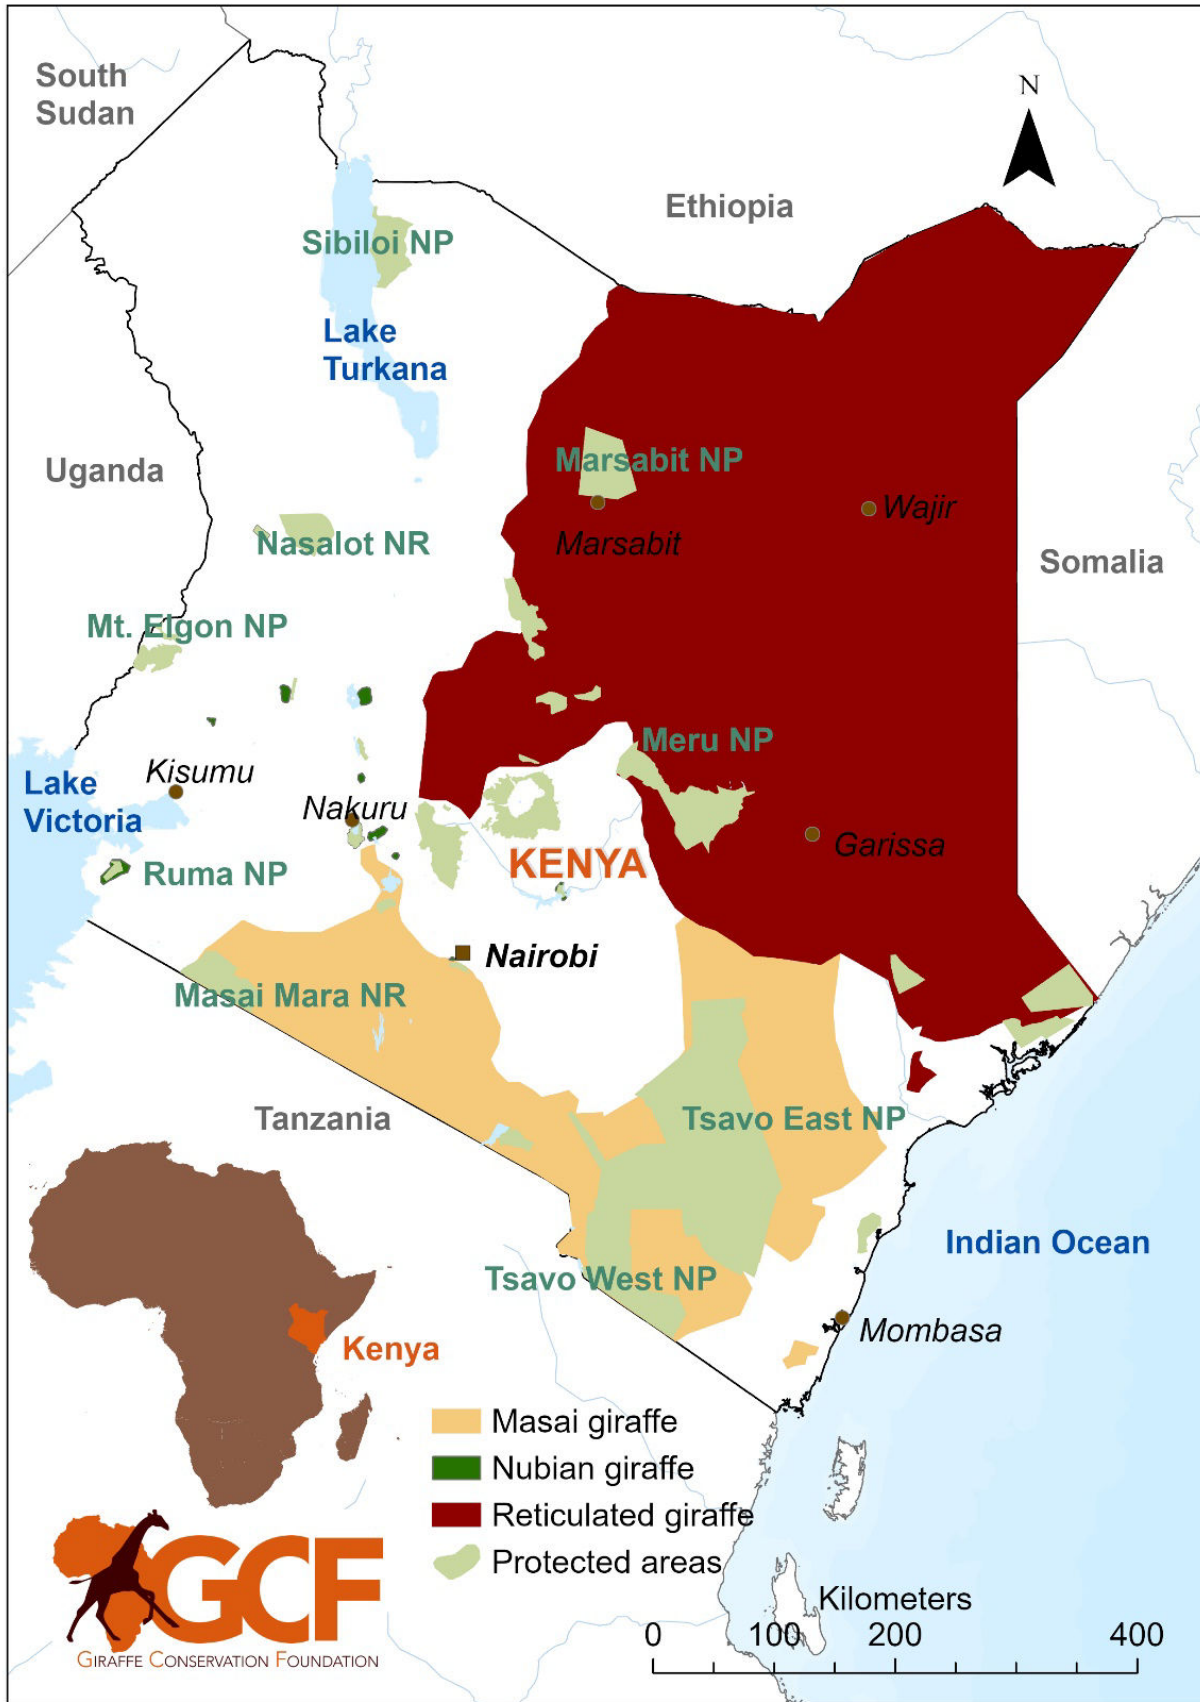 South
Sudan
N
Ethiopia
Sibiloi NP
Lake
Turkana
Uganda
Marsabit NP
Wajir
Marsabit
Nasalot NR
Somalia
Mt. Elgon NP
Meru NP
Kisumu
Lake
Victoria
Nakuru
Garissa
KENYA
Ruma NP
Nairobi
Masai Mara NR
Tanzania
Tsavo East NP
Indian Ocean
Tsavo West NP
Mombasa
Kenya
Masai giraffe
Nubian giraffe
Reticulated giraffe
Protected areas
GCF
GIRAFFE CONSERVATION FOUNDATION
Kilometers
0 100 200 400